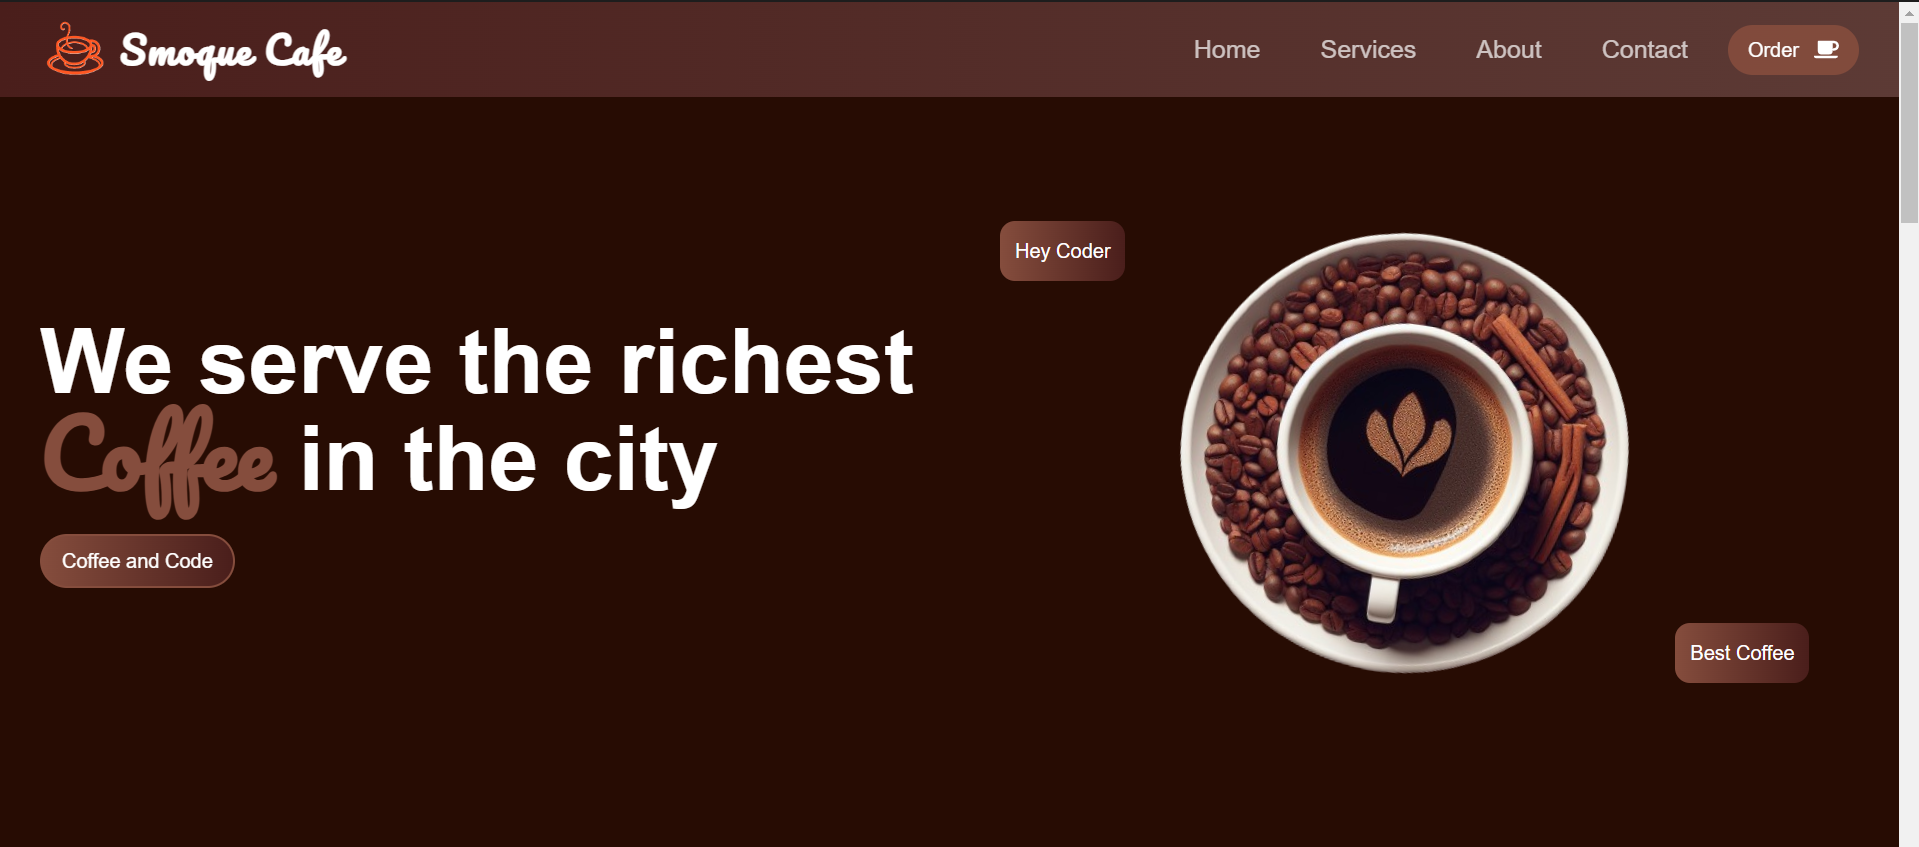 Smoque Cafe
Home Services About Contact Order
Hey Coder
We serve the richest
Coffee in the city
Coffee and Code
Best Coffee